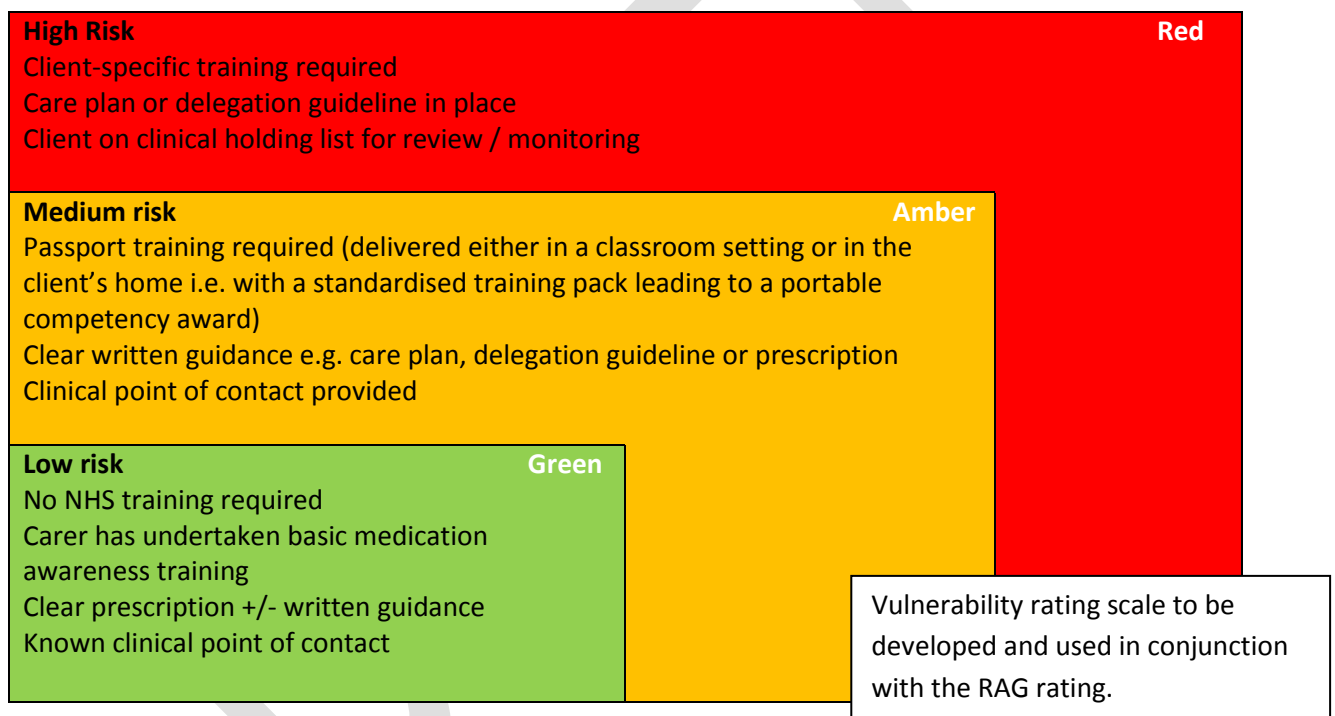 High Risk Red
Client-specific training required
Care plan or delegation guideline in place
Client on clinical holding list for review / monitoring
Medium risk Amber
Passport training required (delivered either in a classroom setting or in the
client’s home i.e. with a standardised training pack leading to a portable
competency award)
Clear written guidance e.g. care plan, delegation guideline or prescription
Clinical point of contact provided
Low risk Green
No NHS training required
Carer has undertaken basic medication
awareness training
Clear prescription +/- written guidance
Known clinical point of contact
Vulnerability rating scale to be
developed and used in conjunction
with the RAG rating.